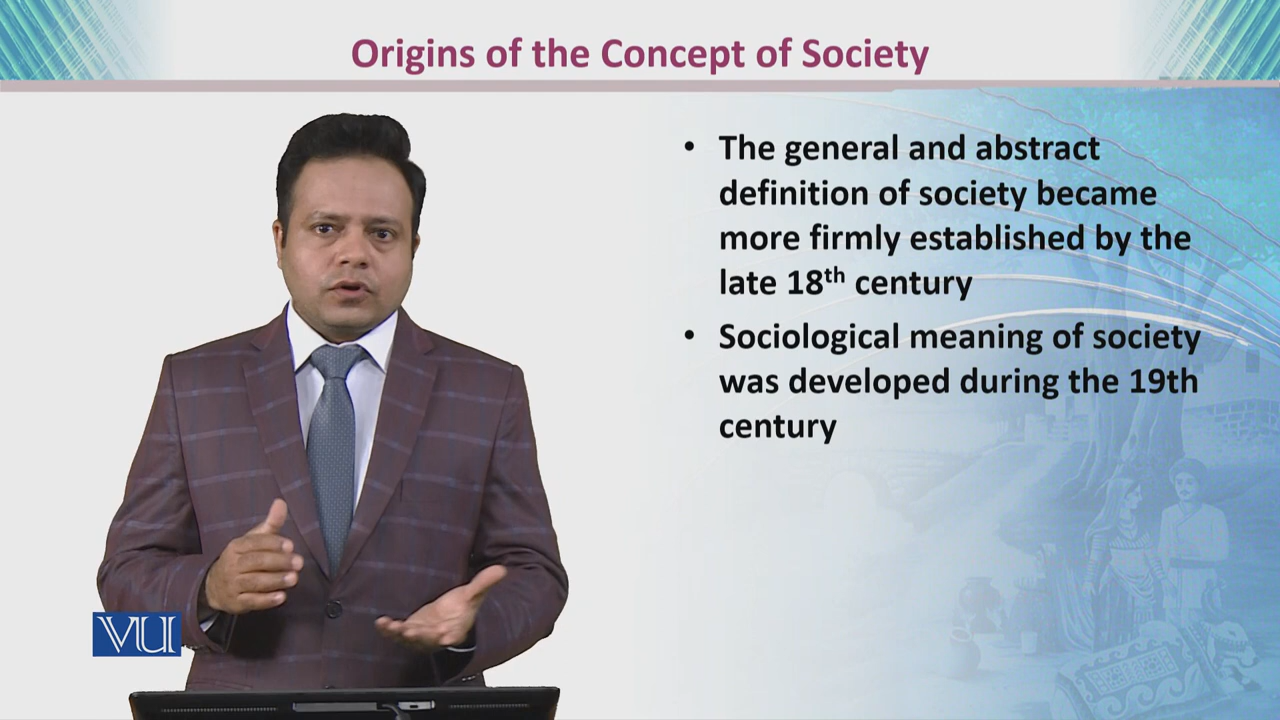 Origins of the Concept of Society
• The general and abstract
definition of society became
more firmly established by the
late 18th century
• Sociological meaning of society
was developed during the 19th
century
VU